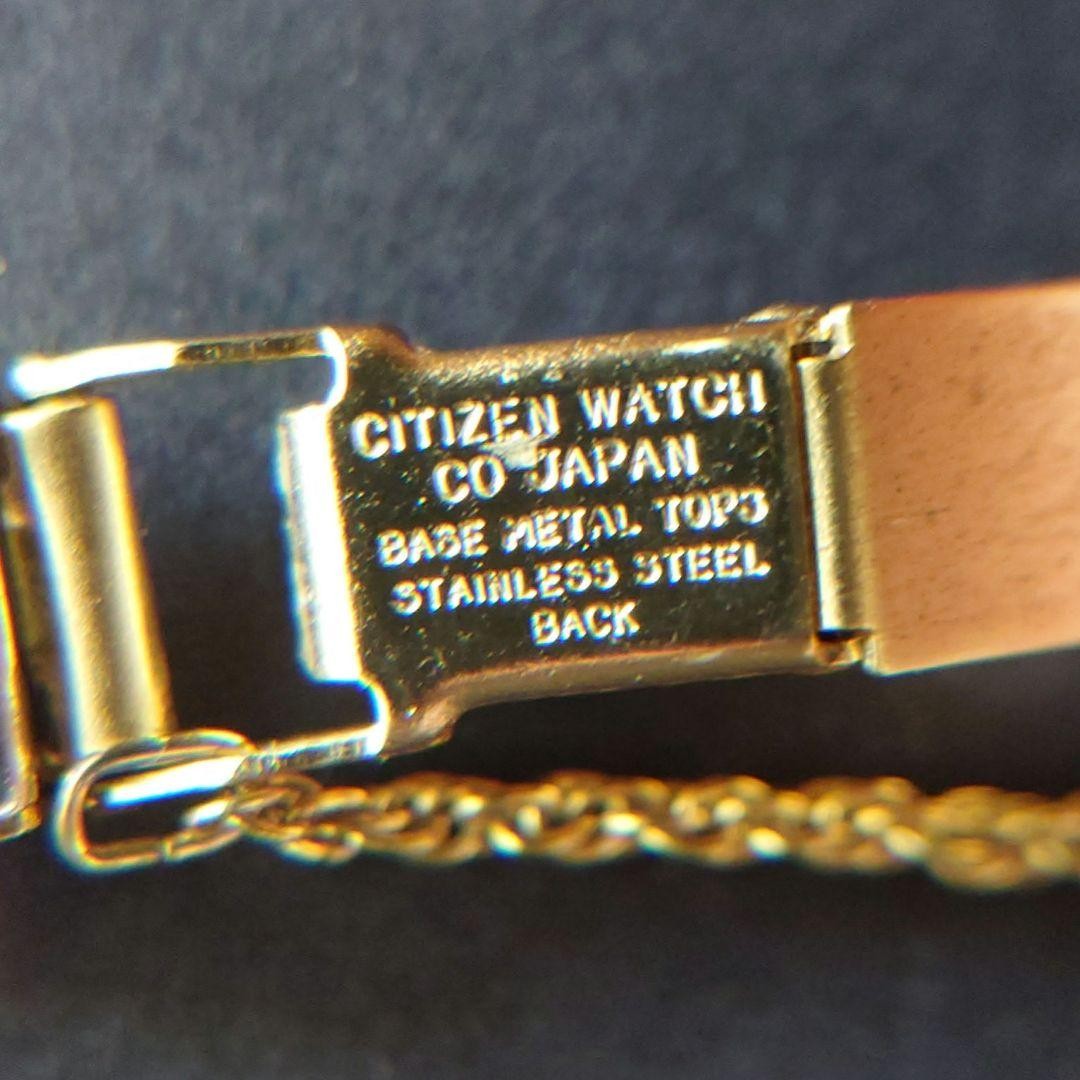 CITIZEN WATCH
CO JAPAN
BASE METAL TOPS
STAINLESS STEEL
BACK